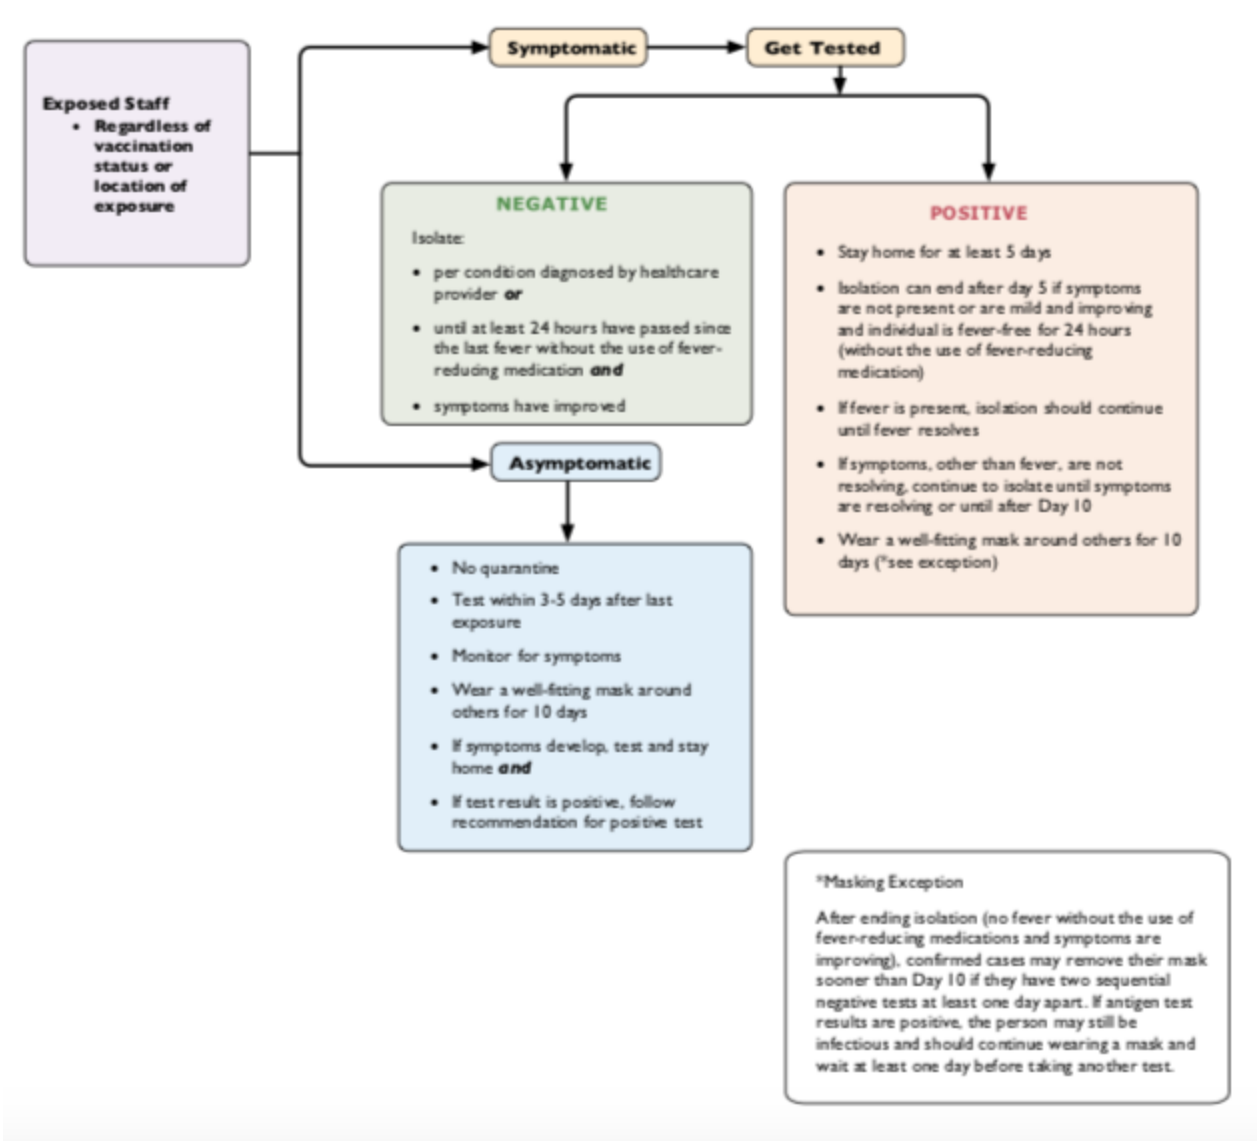 Exposed Staff
• Regardless of
vaccination
status or
location of
exposure
Symptomatic
Get Tested
NEGATIVE
Isolate:
• per condition diagnosed by healthcare
provider or
• until at least 24 hours have passed since
the last fever without the use of fever-
reducing medication and
• symptoms have improved
POSITIVE
• Stay home for at least 5 days
• Isolation can end after day 5 if symptoms
are not present or are mild and improving
and individual is fever-free for 24 hours
(without the use of fever-reducing
medication)
• If fever is present, isolation should continue
until fever resolves
• If symptoms, other than fever, are not
resolving, continue to isolate until symptoms
are resolving or until after Day 10
• Wear a well-fitting mask around others for 10
days (*see exception)
Asymptomatic
• No quarantine
• Test within 3-5 days after last
exposure
• Monitor for symptoms
• Wear a well-fitting mask around
others for 10 days
• If symptoms develop, test and stay
home and
• If test result is positive, follow
recommendation for positive test
*Masking Exception
After ending isolation (no fever without the use of
fever-reducing medications and symptoms are
improving), confirmed cases may remove their mask
sooner than Day 10 if they have two sequential
negative tests at least one day apart. If antigen test
results are positive, the person may still be
infectious and should continue wearing a mask and
wait at least one day before taking another test.